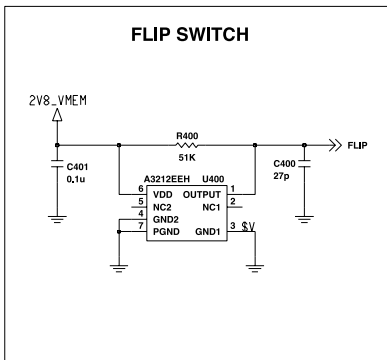 FLIP SWITCH
2V8_VMEM
R400
51K
FLIP
C401
0.1u
C400
27p
A3212EEH U400
6 VDD OUTPUT 1
5 NC2 NC1 2
4 GND2
7 PGND GND1 3 $V